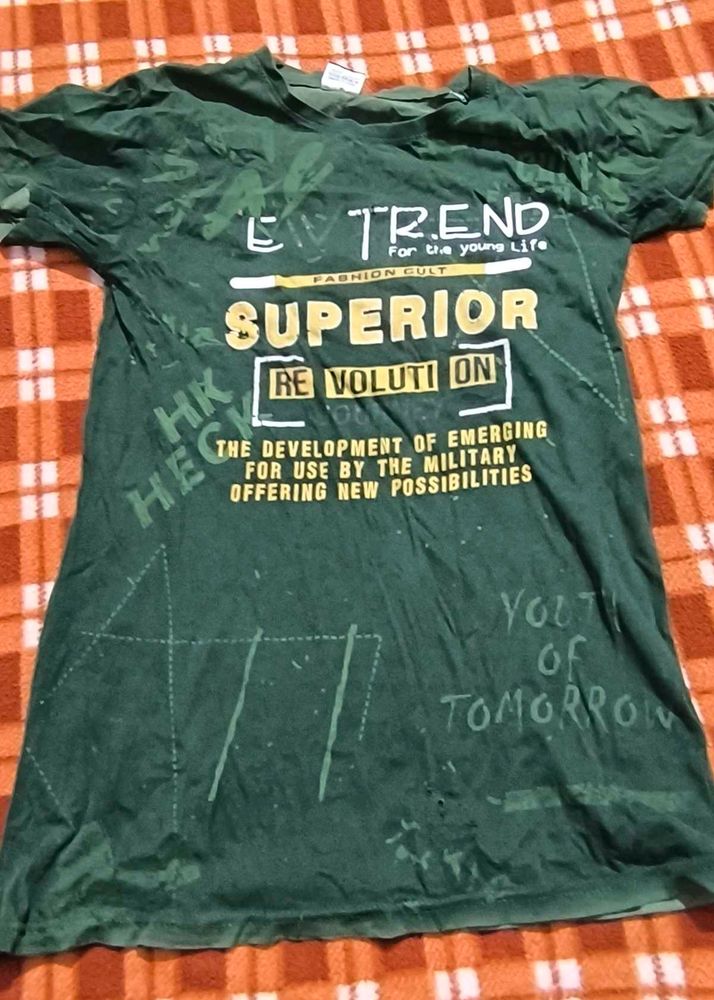 TREND
For the young Life
FASHION CULT
SUPERIOR
RE VOLUTI ON
HK
HECK
THE DEVELOPMENT OF EMERGING
FOR USE BY THE MILITARY
OFFERING NEW POSSIBILITIES
YOUTH
OF
TOMORROW